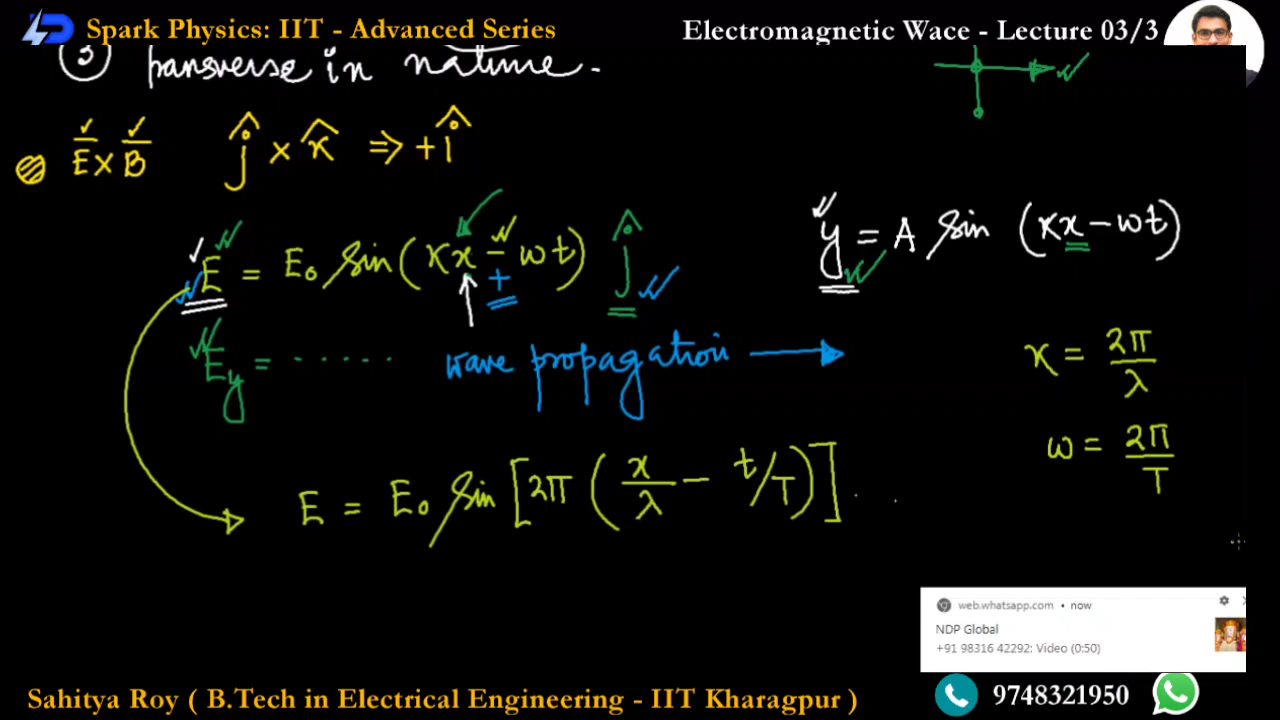 Spark Physics: IIT - Advanced Series
Electromagnetic Wace - Lecture 03/3
③ transverse in nature.
E × B ĵ × k̂ ⇒ + î
E = E₀ sin (kx - ωt) ĵ
+
y = A sin (kx - ωt)
Ey = ......
wave propagation
k = 2π/λ
ω = 2π/T
E = E₀ sin [2π (x/λ - t/T)]
web.whatsapp.com • now
NDP Global
+91 98316 42292: Video (0:50)
Sahitya Roy ( B.Tech in Electrical Engineering - IIT Kharagpur )
9748321950